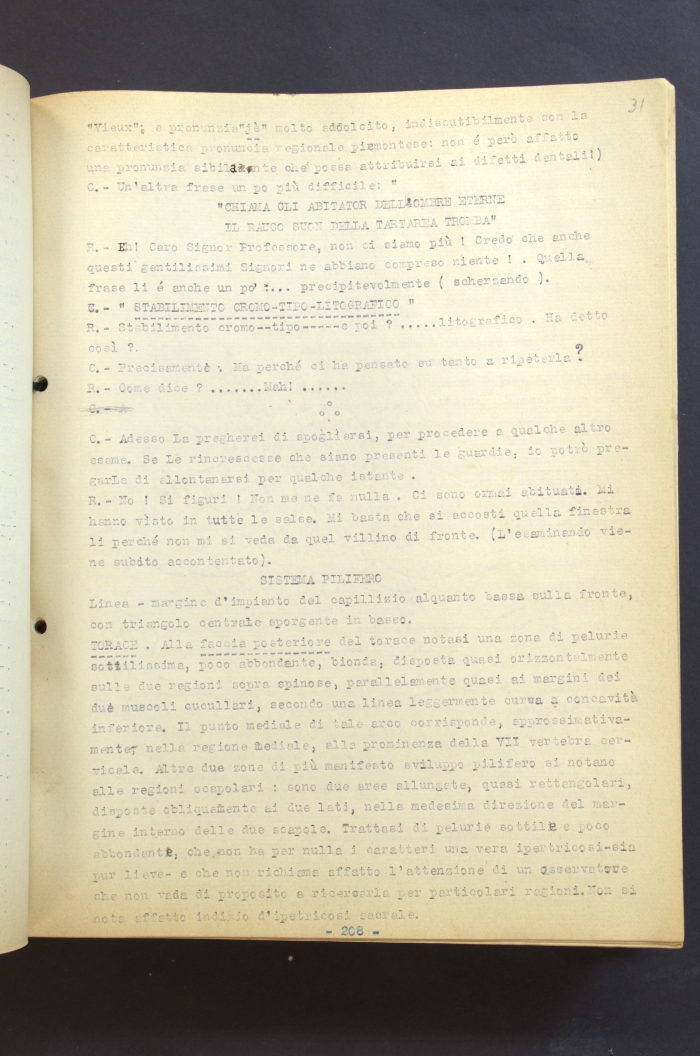 31
"Vieux"; e pronunzia"jè" molto addolcito, indiscutibilmente con la
caratteristica pronuncia regionale piemontese: non é però affatto
una pronunzia sibilante che possa attribuirsi ai difetti dentali!)
C.- Un'altra frase un po più difficile: "
"CHIAMA GLI ABITATOR DELL'OMBRE ETERNE
IL RAUCO SUON DELLA TARTAREA TROMBA"
R.- Eh! Caro Signor Professore, non ci siamo più ! Credo che anche
questi gentilissimi Signori ne abbiano compreso niente ! . Quella
frase li é anche un po' :... precipitevolmente ( scherzando ).
C.- " STABILIMENTO CROMO-TIPO-LITOGRAFICO "
R.- Stabilimento cromo--tipo-----e poi ? .....litografico . Ha detto
così ?.
C.- Precisamente . Ma perché ci ha pensato su tanto a ripeterla ?
R.- Come dice ? .......Mah! ......
C.- A
C.- Adesso La pregherei di spogliarsi, per procedere a qualche altro
esame. Se Le rincrescesse che siano presenti le guardie, io potrò pre-
garLe di allontanarsi per qualche istante .
R.- No ! Si figuri ! Non me ne fa nulla . Ci sono ormai abituati. Mi
hanno visto in tutte le salse. Mi basta che si accosti quella finestra
li perché non mi si veda da quel villino di fronte. (L'esaminando vie-
ne subito accontentato).
SISTEMA PILIFERO
Linea - margine d'impianto del capillizio alquanto bassa sulla fronte,
con triangolo centrale sporgente in basso.
TORACE . Alla faccia posteriore del torace notasi una zona di pelurie
sottilissima, poco abbondante, bionda, disposta quasi orizzontalmente
sulle due regioni sopra spinose, parallelamente quasi ai margini dei
due muscoli cucullari, secondo una linea leggermente curva a concavità
inferiore. Il punto mediale di tale arco corrisponde, approssimativa-
mente, nella regione mediale, alla prominenza della VII vertebra cer-
vicale. Altre due zone di più manifesto sviluppo pilifero si notano
alle regioni scapolari : sono due aree allungate, quasi rettangolari,
disposte obliquamente ai due lati, nella medesima direzione del mar-
gine interno delle due scapole. Trattasi di pelurie sottile e poco
abbondante, che non ha per nulla i caratteri una vera ipertricosi-sia
pur lieve- e che non richiama affatto l'attenzione di un osservatore
che non vada di proposito a ricercarla per particolari ragioni.Non si
nota affatto indizio d'ipetricosi sacrale.
- 208 -